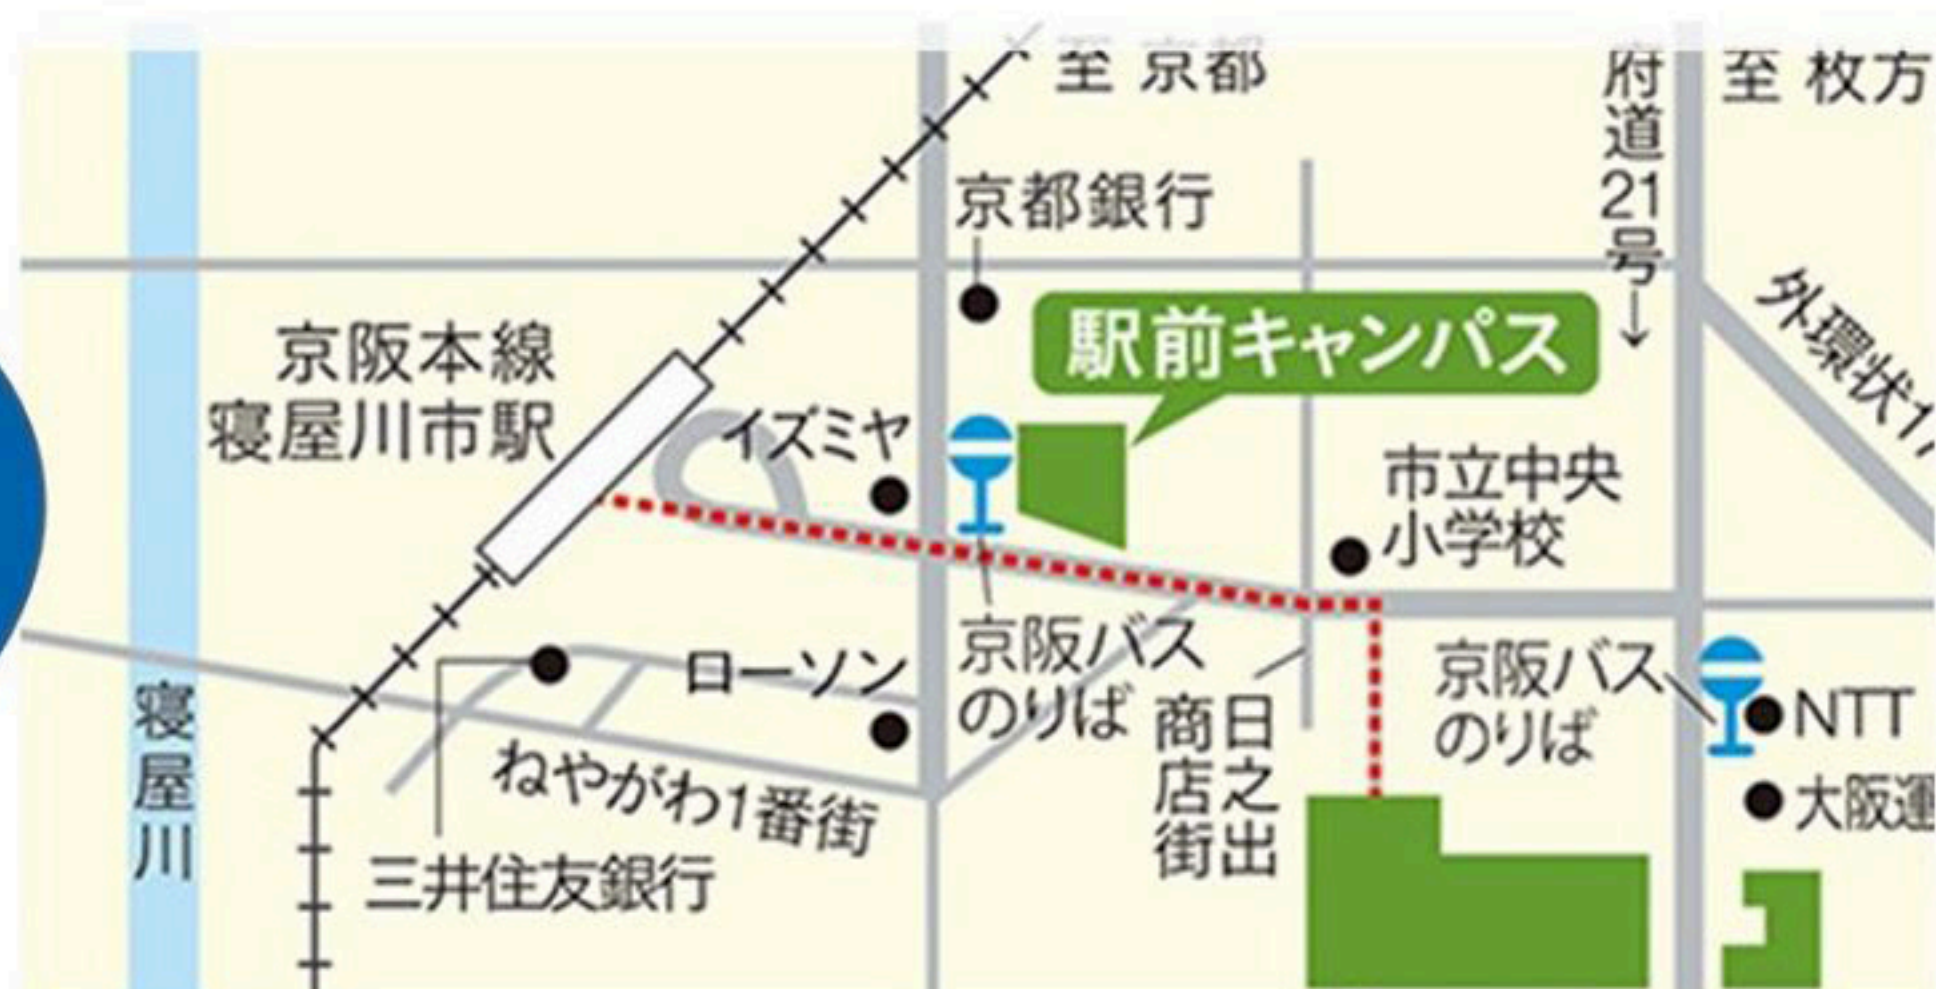 至 京都
府道21号↓
至 枚方
京都銀行
外環状
京阪本線
寝屋川市駅
駅前キャンパス
イズミヤ
市立中央
小学校
京阪バス
のりば
ローソン
日之出
商店街
京阪バス
のりば
NTT
大阪運
寝屋川
ねやがわ1番街
三井住友銀行